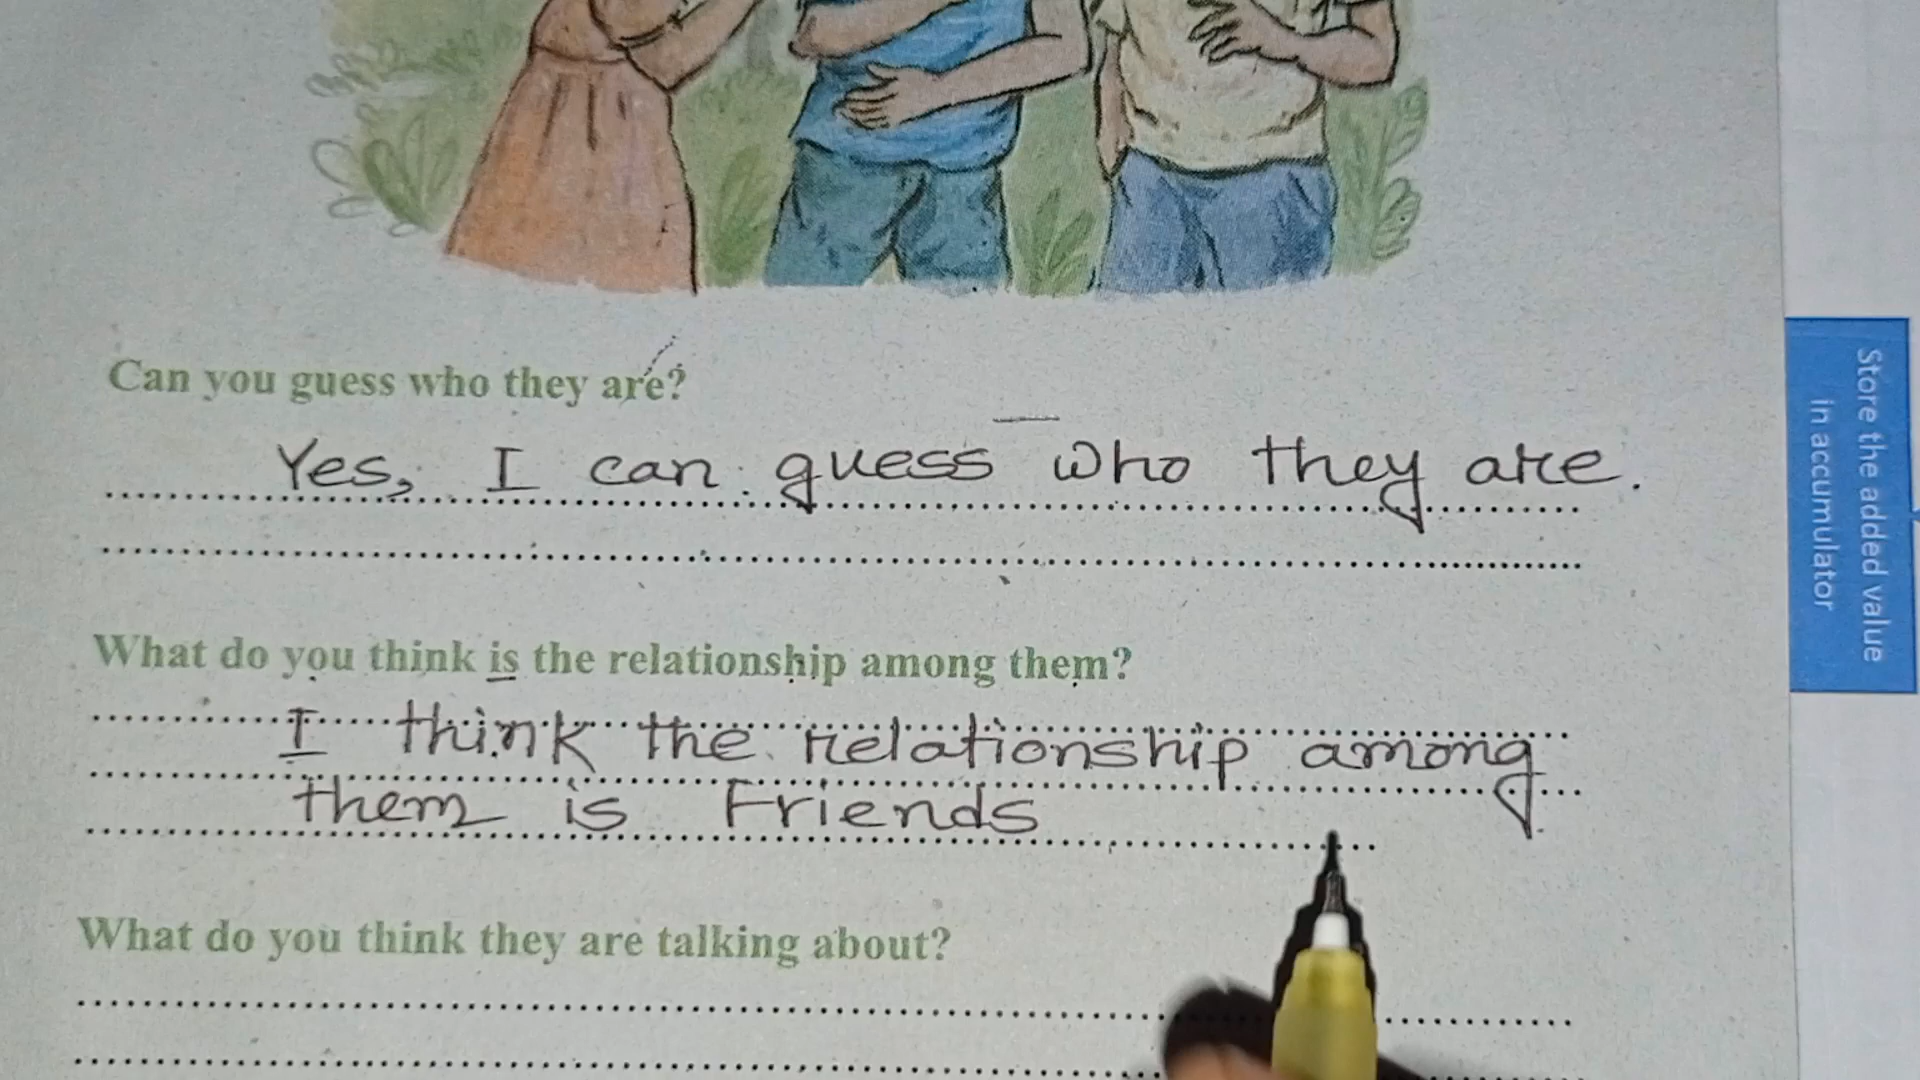 Can you guess who they are?
Yes, I can guess who they are.
What do you think is the relationship among them?
I think the relationship among
them is Friends
What do you think they are talking about?
Store the added value
in accumulator